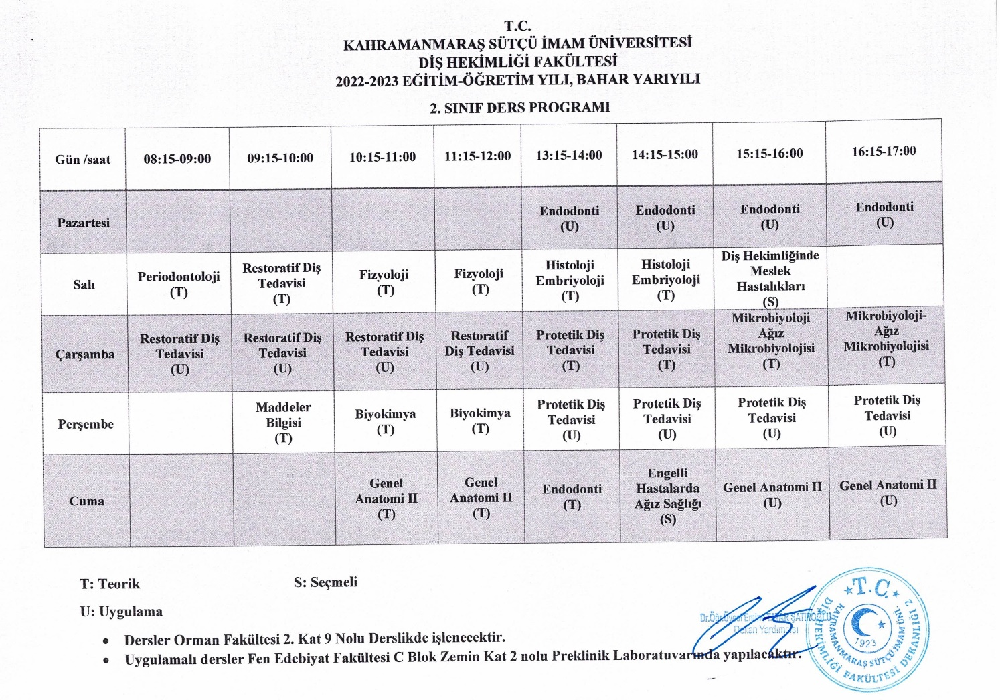 T.C.
KAHRAMANMARAŞ SÜTÇÜ İMAM ÜNİVERSİTESİ
DİŞ HEKİMLİĞİ FAKÜLTESİ
2022-2023 EĞİTİM-ÖĞRETİM YILI, BAHAR YARIYILI
2. SINIF DERS PROGRAMI
Gün /saat 08:15-09:00 09:15-10:00 10:15-11:00 11:15-12:00 13:15-14:00 14:15-15:00 15:15-16:00 16:15-17:00
Pazartesi
Endodonti
(U)
Endodonti
(U)
Endodonti
(U)
Endodonti
(U)
Salı
Periodontoloji
(T)
Restoratif Diş
Tedavisi
(T)
Fizyoloji
(T)
Fizyoloji
(T)
Histoloji
Embriyoloji
(T)
Histoloji
Embriyoloji
(T)
Diş Hekimliğinde
Meslek
Hastalıkları
(S)
Çarşamba
Restoratif Diş
Tedavisi
(U)
Restoratif Diş
Tedavisi
(U)
Restoratif Diş
Tedavisi
(U)
Restoratif
Diş Tedavisi
(U)
Protetik Diş
Tedavisi
(T)
Protetik Diş
Tedavisi
(T)
Mikrobiyoloji
Ağız
Mikrobiyolojisi
(T)
Mikrobiyoloji-
Ağız
Mikrobiyolojisi
(T)
Perşembe
Maddeler
Bilgisi
(T)
Biyokimya
(T)
Biyokimya
(T)
Protetik Diş
Tedavisi
(U)
Protetik Diş
Tedavisi
(U)
Protetik Diş
Tedavisi
(U)
Protetik Diş
Tedavisi
(U)
Cuma
Genel
Anatomi II
(T)
Genel
Anatomi II
(T)
Endodonti
(T)
Engelli
Hastalarda
Ağız Sağlığı
(S)
Genel Anatomi II
(U)
Genel Anatomi II
(U)
T: Teorik S: Seçmeli
U: Uygulama
• Dersler Orman Fakültesi 2. Kat 9 Nolu Derslikde işlenecektir.
• Uygulamalı dersler Fen Edebiyat Fakültesi C Blok Zemin Kat 2 nolu Preklinik Laboratuvarında yapılacaktır.
Dr.Öğr.Üyesi Emine TATAR ŞATIROĞLU
Dekan Yardımcısı
T.C.
KAHRAMANMARAŞ SÜTÇÜ İMAM ÜNİ.
DİŞ HEKİMLİĞİ FAKÜLTESİ DEKANLIĞI 2
1923